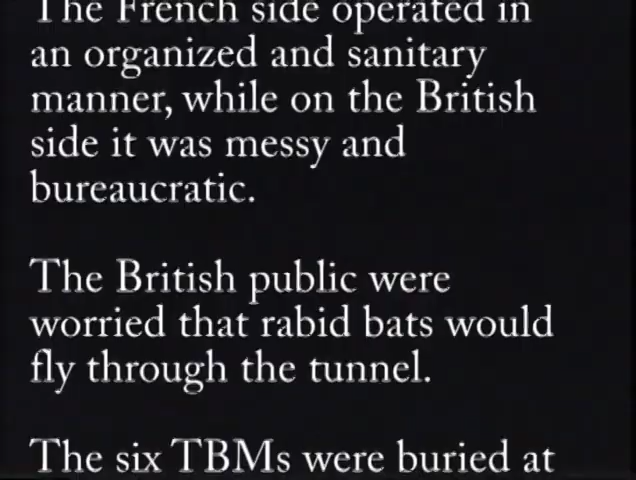 The French side operated in
an organized and sanitary
manner, while on the British
side it was messy and
bureaucratic.
The British public were
worried that rabid bats would
fly through the tunnel.
The six TBMs were buried at